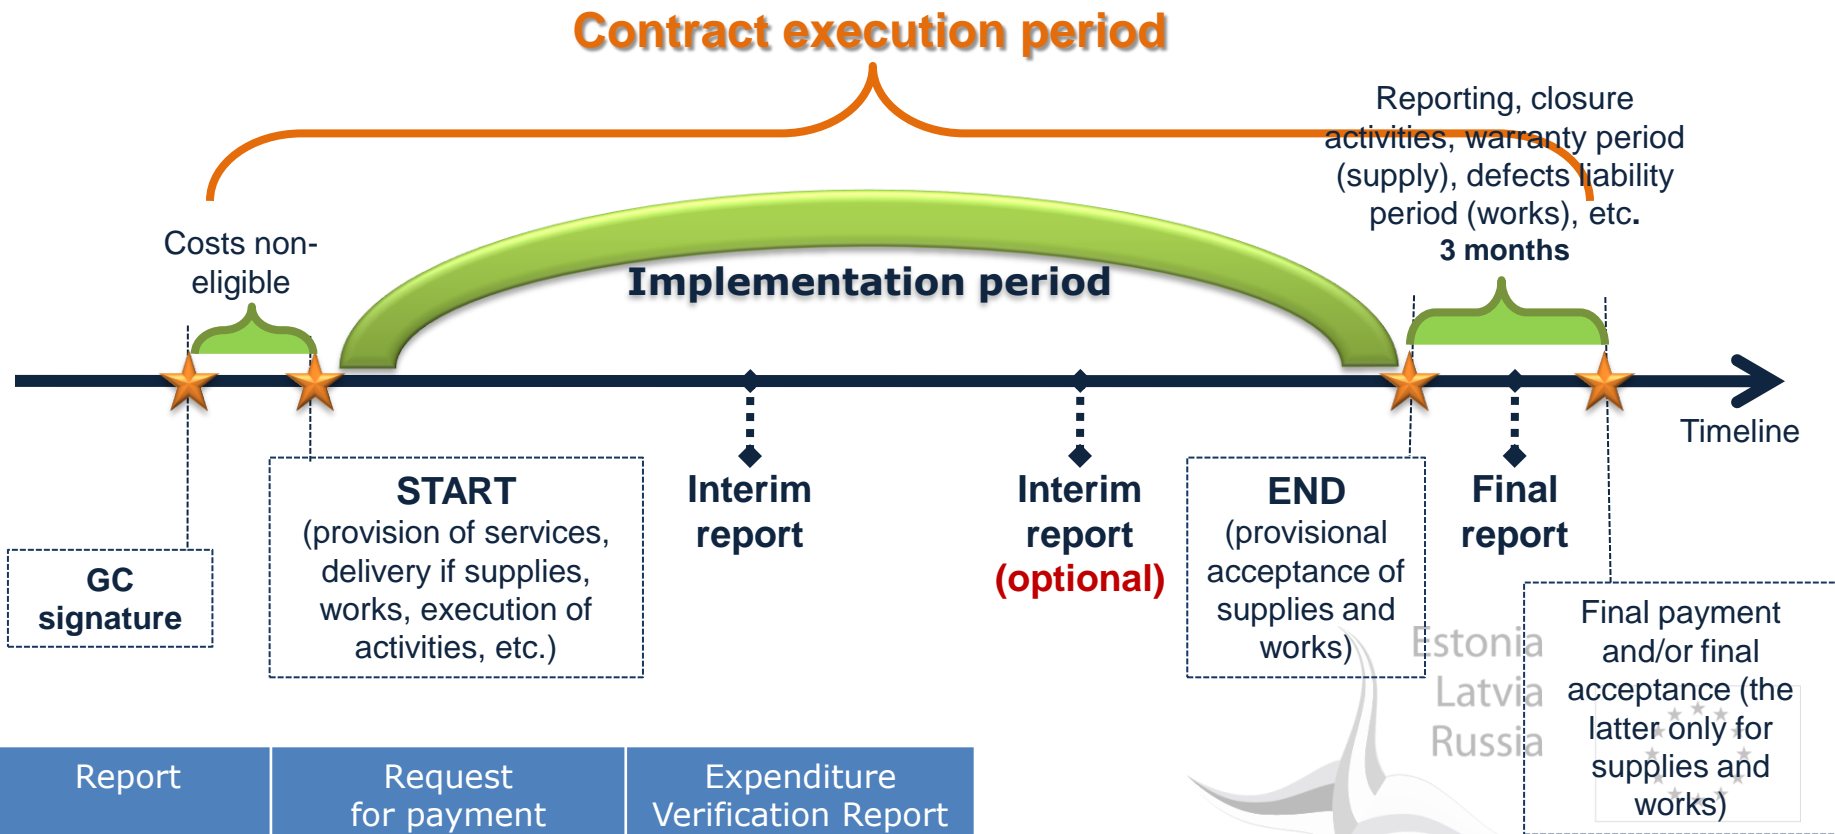 Contract execution period
Reporting, closure
activities, warranty period
(supply), defects liability
period (works), etc.
3 months
Costs non-
eligible
Implementation period
Timeline
START
(provision of services,
delivery if supplies,
works, execution of
activities, etc.)
Interim
report
Interim
report
(optional)
END
(provisional
acceptance of
supplies and
works)
Final
report
GC
signature
Final payment
and/or final
acceptance (the
latter only for
supplies and
works)
Estonia
Latvia
Russia
Report
Request
for payment
Expenditure
Verification Report